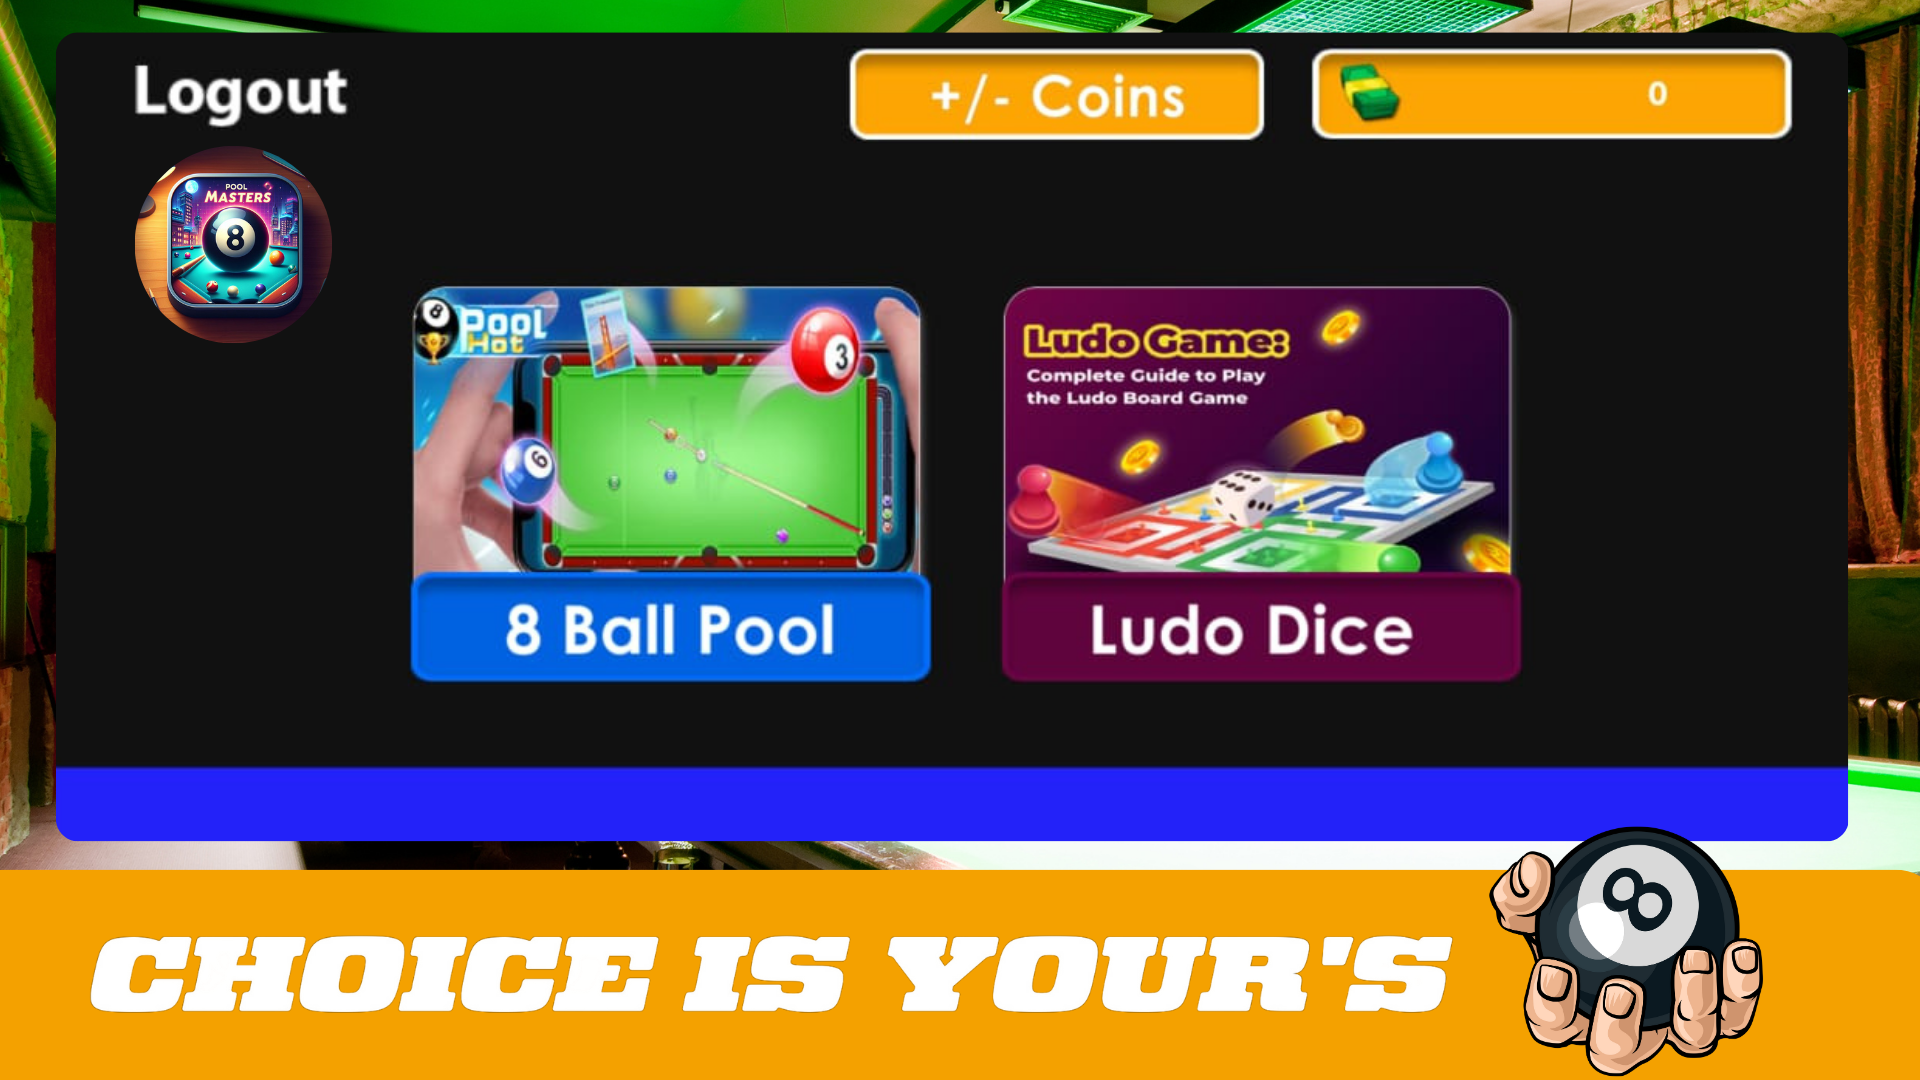 Logout
+/- Coins
0
POOL
MASTERS
8
8
Pool
Hot
3
6
Ludo Game:
Complete Guide to Play
the Ludo Board Game
8 Ball Pool
Ludo Dice
CHOICE IS YOUR'S
8